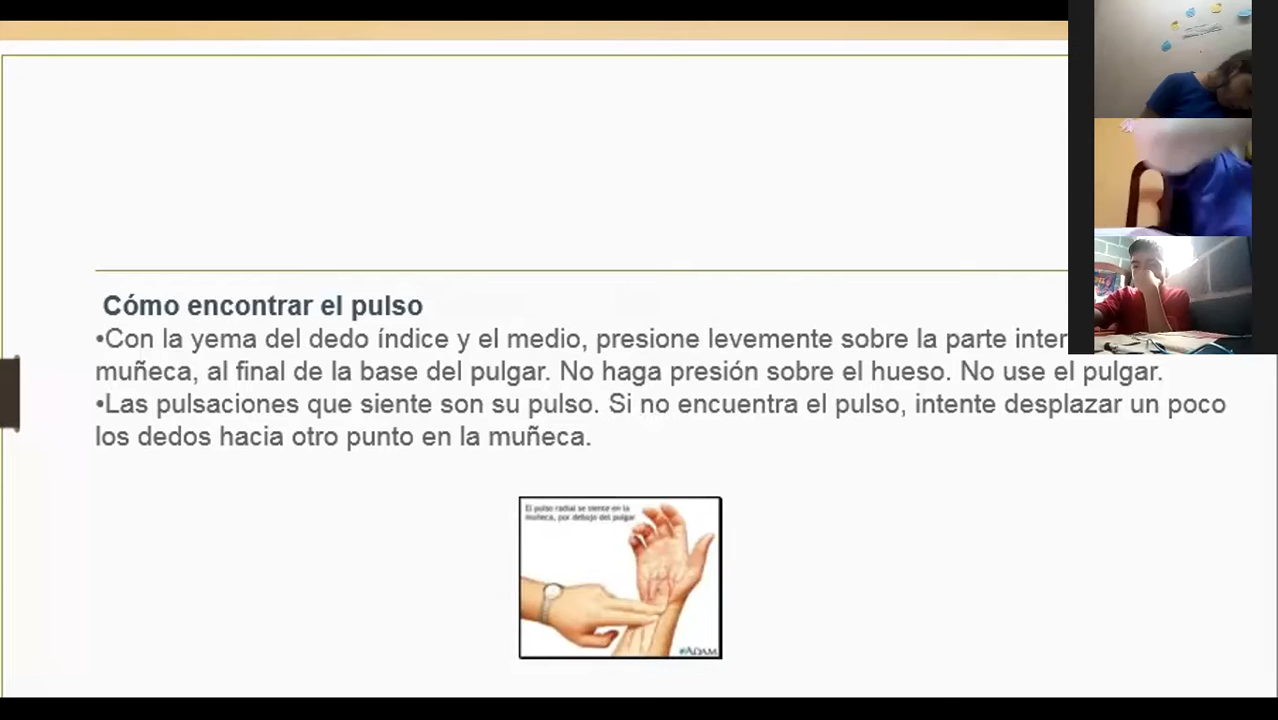 Cómo encontrar el pulso
•Con la yema del dedo índice y el medio, presione levemente sobre la parte inter
muñeca, al final de la base del pulgar. No haga presión sobre el hueso. No use el pulgar.
•Las pulsaciones que siente son su pulso. Si no encuentra el pulso, intente desplazar un poco
los dedos hacia otro punto en la muñeca.
El pulso radial se siente en la
muñeca, por debajo del pulgar
ADAM